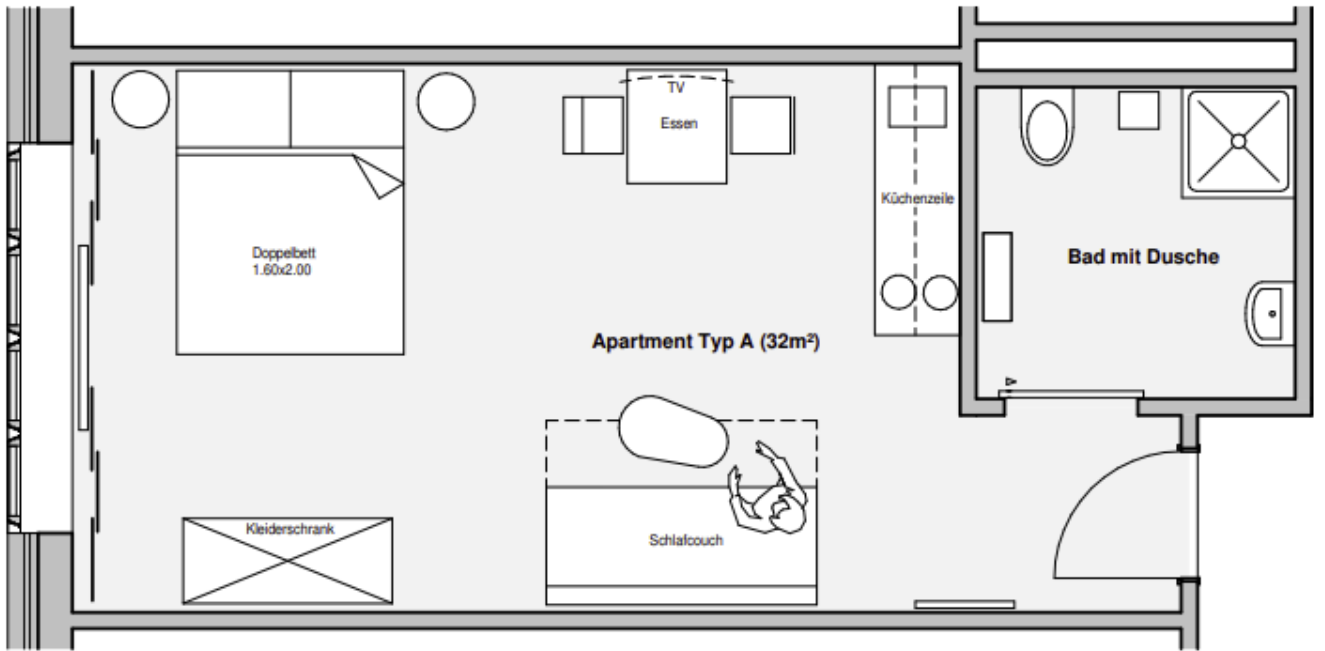 TV
Essen
Küchenzeile
Doppelbett
1.60x2.00
Bad mit Dusche
Apartment Typ A (32m²)
Kleiderschrank
Schlafcouch